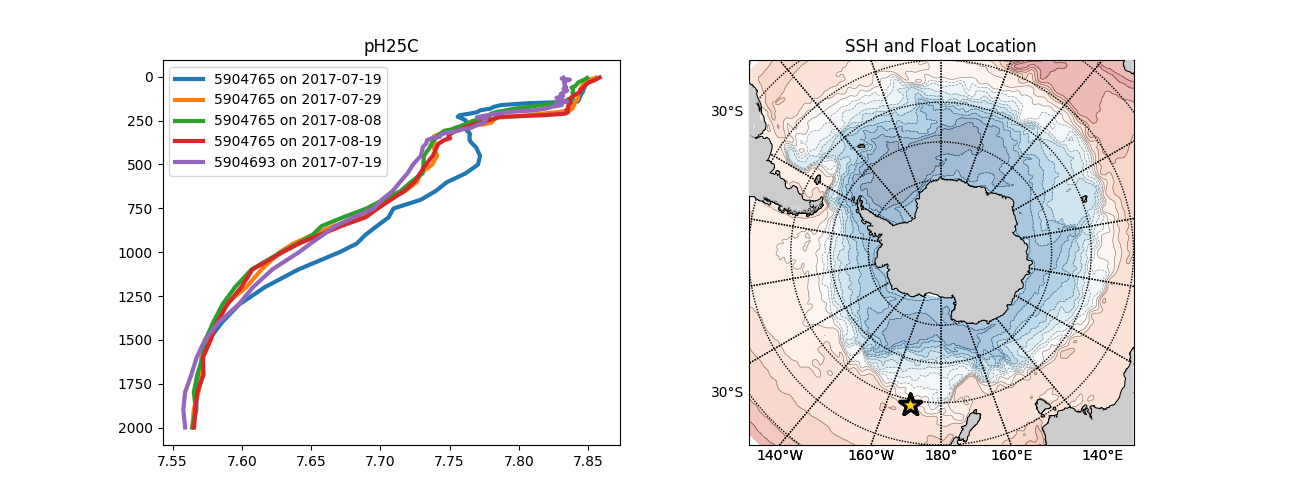 pH25C
0
250
500
750
1000
1250
1500
1750
2000
5904765 on 2017-07-19
5904765 on 2017-07-29
5904765 on 2017-08-08
5904765 on 2017-08-19
5904693 on 2017-07-19
7.55 7.60 7.65 7.70 7.75 7.80 7.85
SSH and Float Location
30°S
30°S
140°W 160°W 180° 160°E 140°E